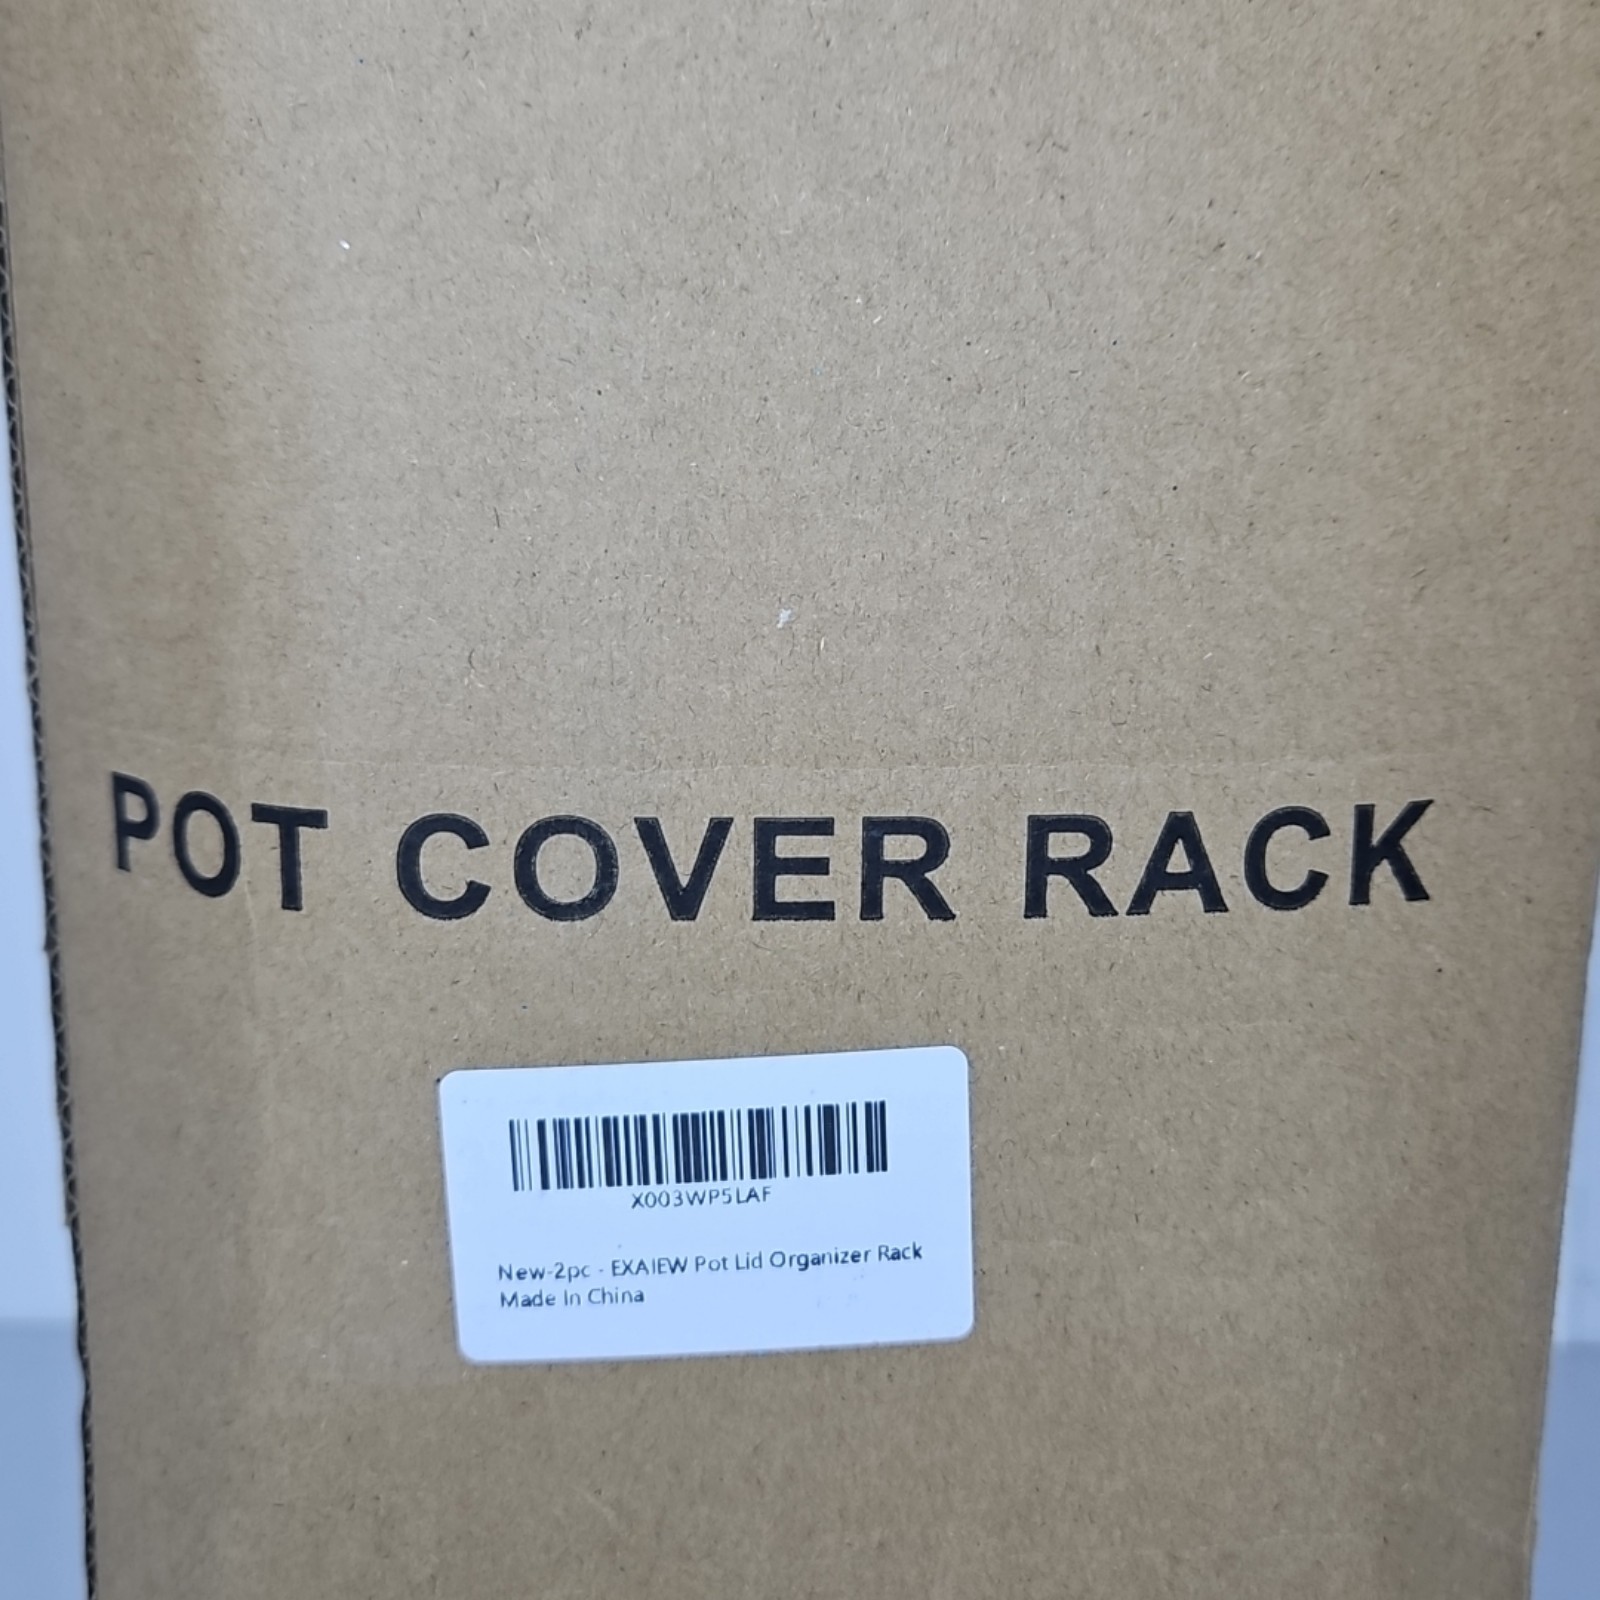 POT COVER RACK
X003WP5LAF
New-2pc - EXAIEW Pot Lid Organizer Rack
Made In China